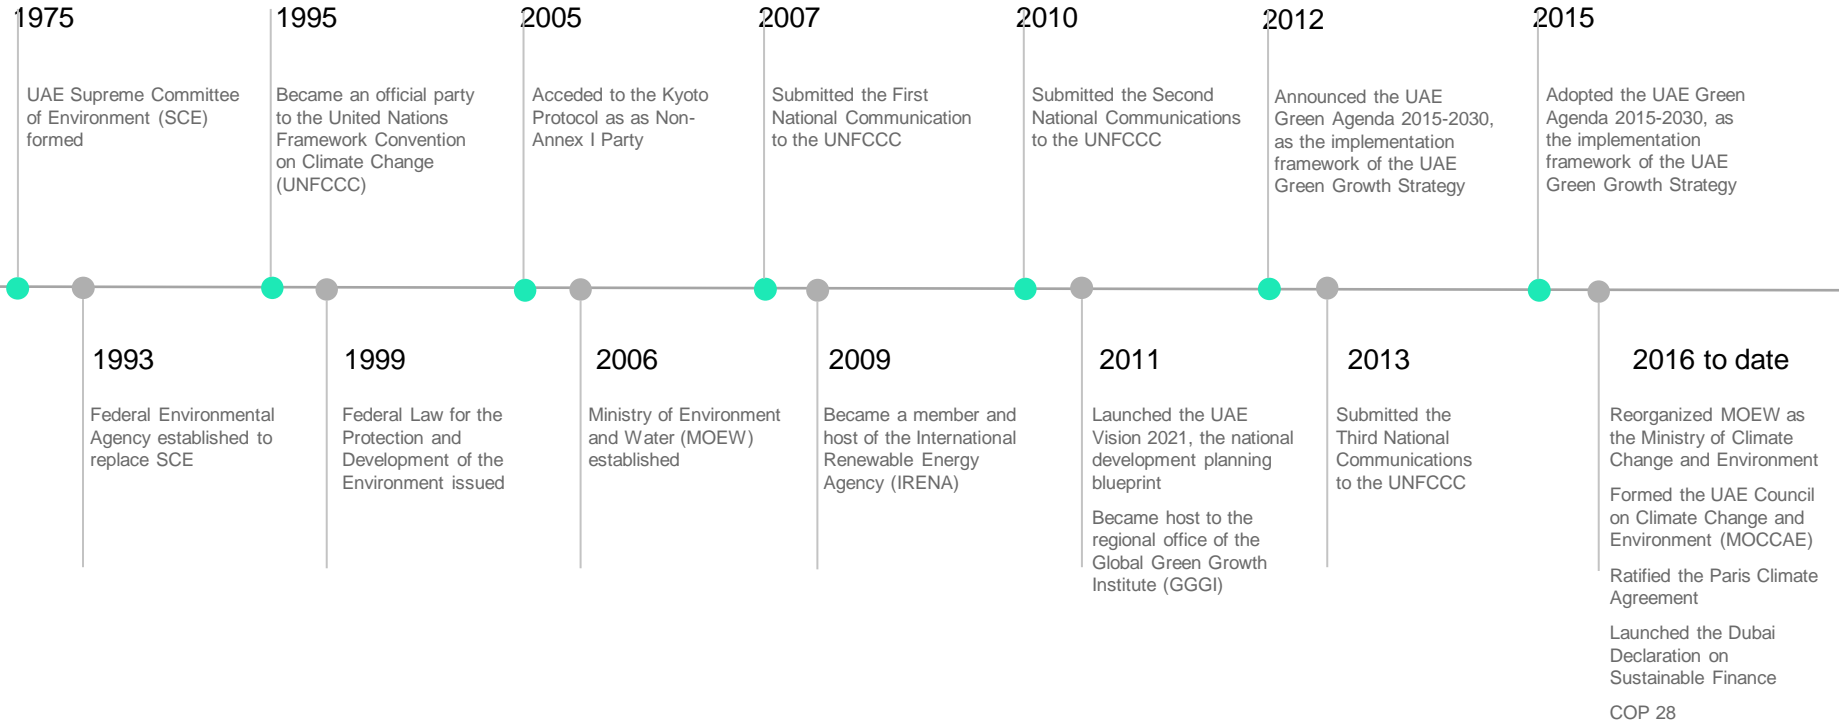 1975
UAE Supreme Committee
of Environment (SCE)
formed
1995
Became an official party
to the United Nations
Framework Convention
on Climate Change
(UNFCCC)
2005
Acceded to the Kyoto
Protocol as as Non-
Annex I Party
2007
Submitted the First
National Communication
to the UNFCCC
2010
Submitted the Second
National Communications
to the UNFCCC
2012
Announced the UAE
Green Agenda 2015-2030,
as the implementation
framework of the UAE
Green Growth Strategy
2015
Adopted the UAE Green
Agenda 2015-2030, as
the implementation
framework of the UAE
Green Growth Strategy
1993
Federal Environmental
Agency established to
replace SCE
1999
Federal Law for the
Protection and
Development of the
Environment issued
2006
Ministry of Environment
and Water (MOEW)
established
2009
Became a member and
host of the International
Renewable Energy
Agency (IRENA)
2011
Launched the UAE
Vision 2021, the national
development planning
blueprint
Became host to the
regional office of the
Global Green Growth
Institute (GGGI)
2013
Submitted the
Third National
Communications
to the UNFCCC
2016 to date
Reorganized MOEW as
the Ministry of Climate
Change and Environment
Formed the UAE Council
on Climate Change and
Environment (MOCCAE)
Ratified the Paris Climate
Agreement
Launched the Dubai
Declaration on
Sustainable Finance
COP 28